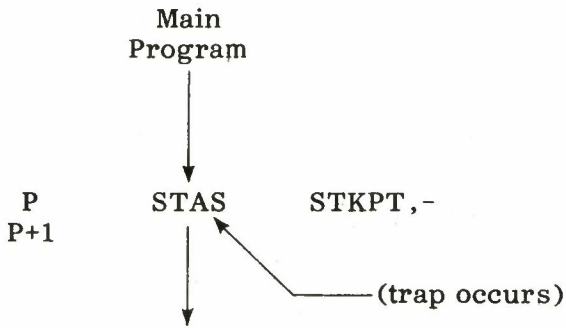 Main
Program
P STAS STKPT,-
P+1
(trap occurs)